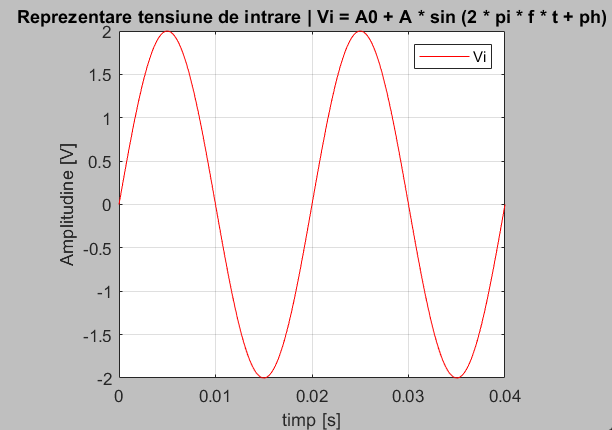 Reprezentare tensiune de intrare | Vi = A0 + A * sin (2 * pi * f * t + ph)
Vi
Amplitudine [V]
2
1.5
1
0.5
0
-0.5
-1
-1.5
-2
0 0.01 0.02 0.03 0.04
timp [s]